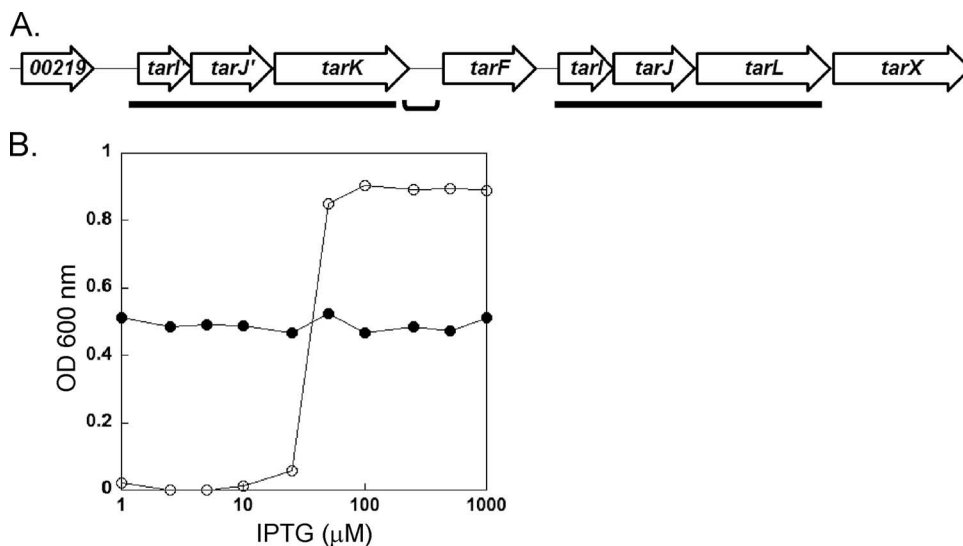 A.
00219 tarI' tarJ' tarK tarF tarI tarJ tarL tarX
B.
1
0.8
0.6
0.4
0.2
0
OD 600 nm
1 10 100 1000
IPTG (μM)